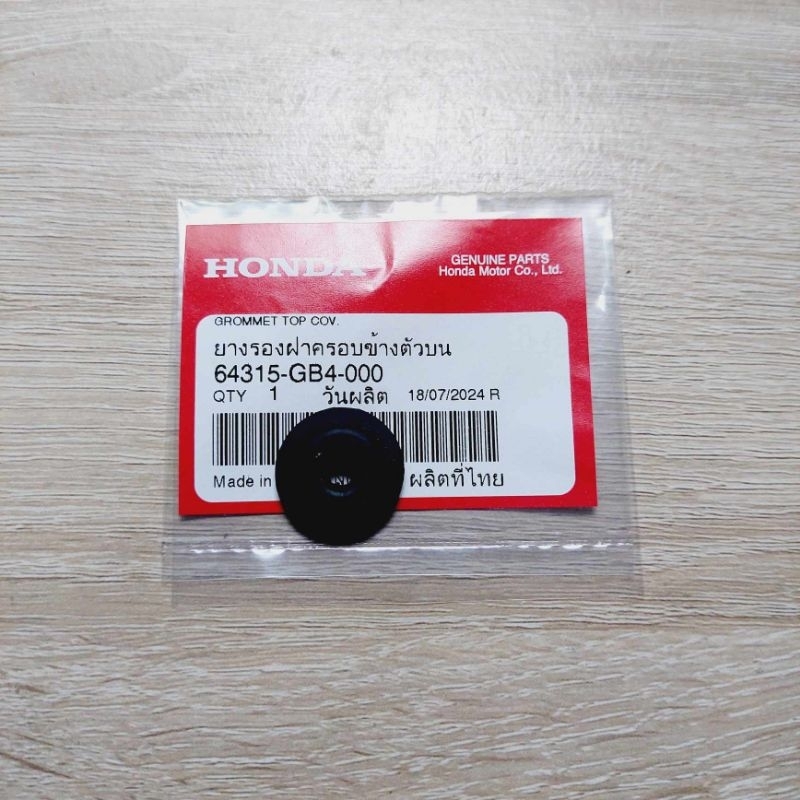 HONDA
GENUINE PARTS
Honda Motor Co., Ltd.
GROMMET TOP COV.
ยางรองฝาครอบข้างตัวบน
64315-GB4-000
QTY 1 วันผลิต 18/07/2024 R
Made in ผลิตที่ไทย